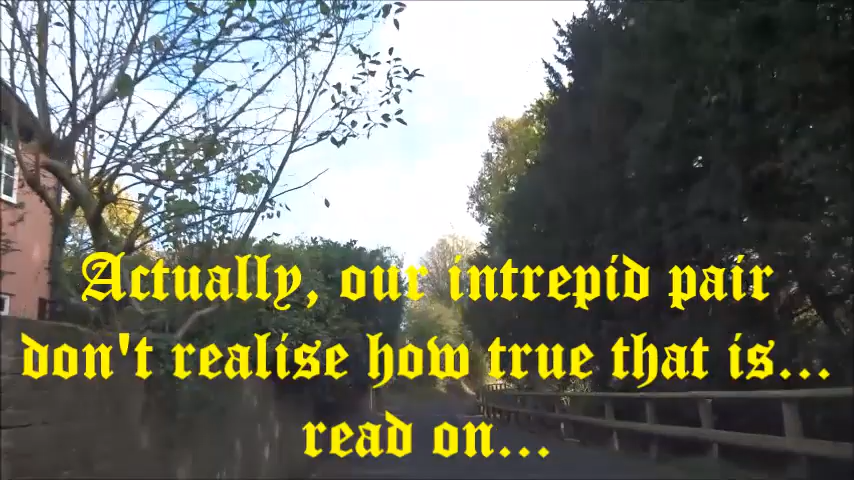 Actually, our intrepid pair
don't realise how true that is...
read on...